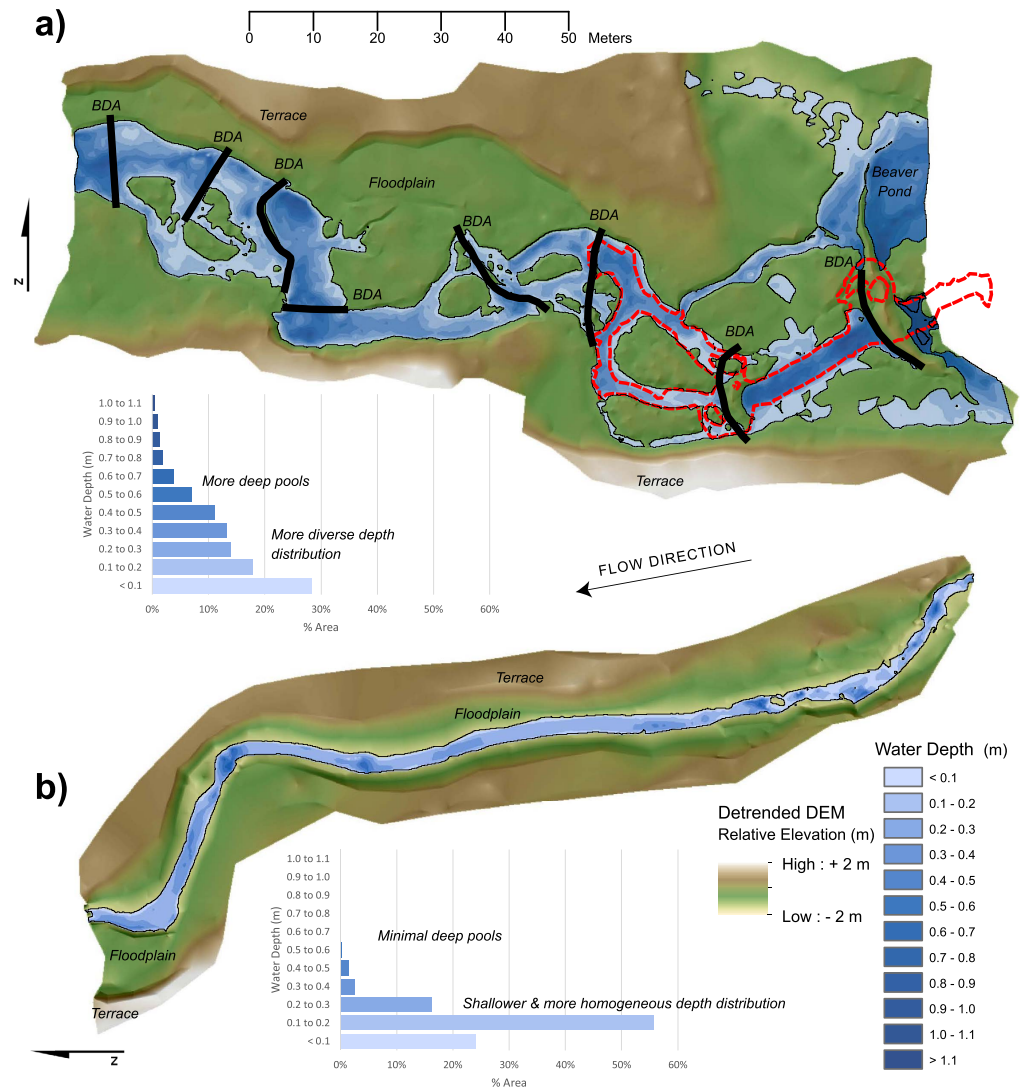 a)
0 10 20 30 40 50 Meters
BDA
BDA
BDA
Terrace
Floodplain
Beaver
Pond
BDA
BDA
BDA
BDA
BDA
z
Terrace
Water Depth (m)
1.0 to 1.1
0.9 to 1.0
0.8 to 0.9
0.7 to 0.8
0.6 to 0.7
0.5 to 0.6
0.4 to 0.5
0.3 to 0.4
0.2 to 0.3
0.1 to 0.2
< 0.1
More deep pools
More diverse depth
distribution
0% 10% 20% 30% 40% 50% 60%
% Area
FLOW DIRECTION
b)
Terrace
Floodplain
Floodplain
Terrace
z
Water Depth (m)
1.0 to 1.1
0.9 to 1.0
0.8 to 0.9
0.7 to 0.8
0.6 to 0.7
0.5 to 0.6
0.4 to 0.5
0.3 to 0.4
0.2 to 0.3
0.1 to 0.2
< 0.1
Minimal deep pools
Shallower & more homogeneous depth distribution
0% 10% 20% 30% 40% 50% 60%
% Area
Detrended DEM
Relative Elevation (m)
High : + 2 m
Low : - 2 m
Water Depth (m)
< 0.1
0.1 - 0.2
0.2 - 0.3
0.3 - 0.4
0.4 - 0.5
0.5 - 0.6
0.6 - 0.7
0.7 - 0.8
0.8 - 0.9
0.9 - 1.0
1.0 - 1.1
> 1.1